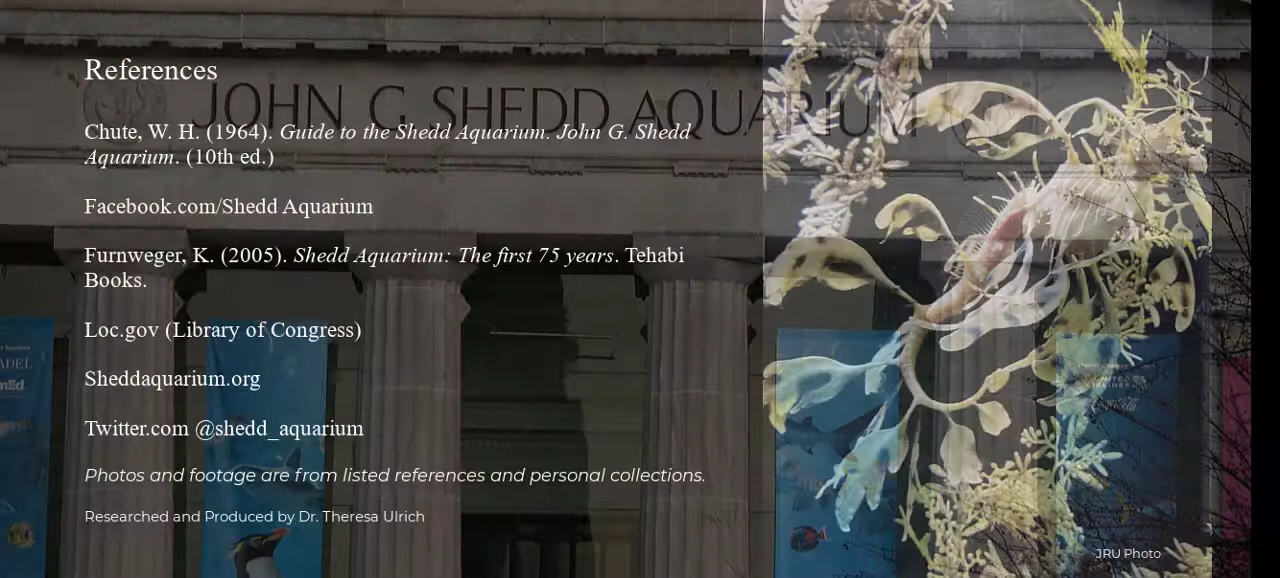 References
JOHN G SHEDD AQUARIUM
Chute, W. H. (1964). Guide to the Shedd Aquarium. John G. Shedd
Aquarium. (10th ed.)
Facebook.com/Shedd Aquarium
Furnweger, K. (2005). Shedd Aquarium: The first 75 years. Tehabi
Books.
Loc.gov (Library of Congress)
Sheddaquarium.org
Twitter.com @shedd_aquarium
Photos and footage are from listed references and personal collections.
Researched and Produced by Dr. Theresa Ulrich
JRU Photo